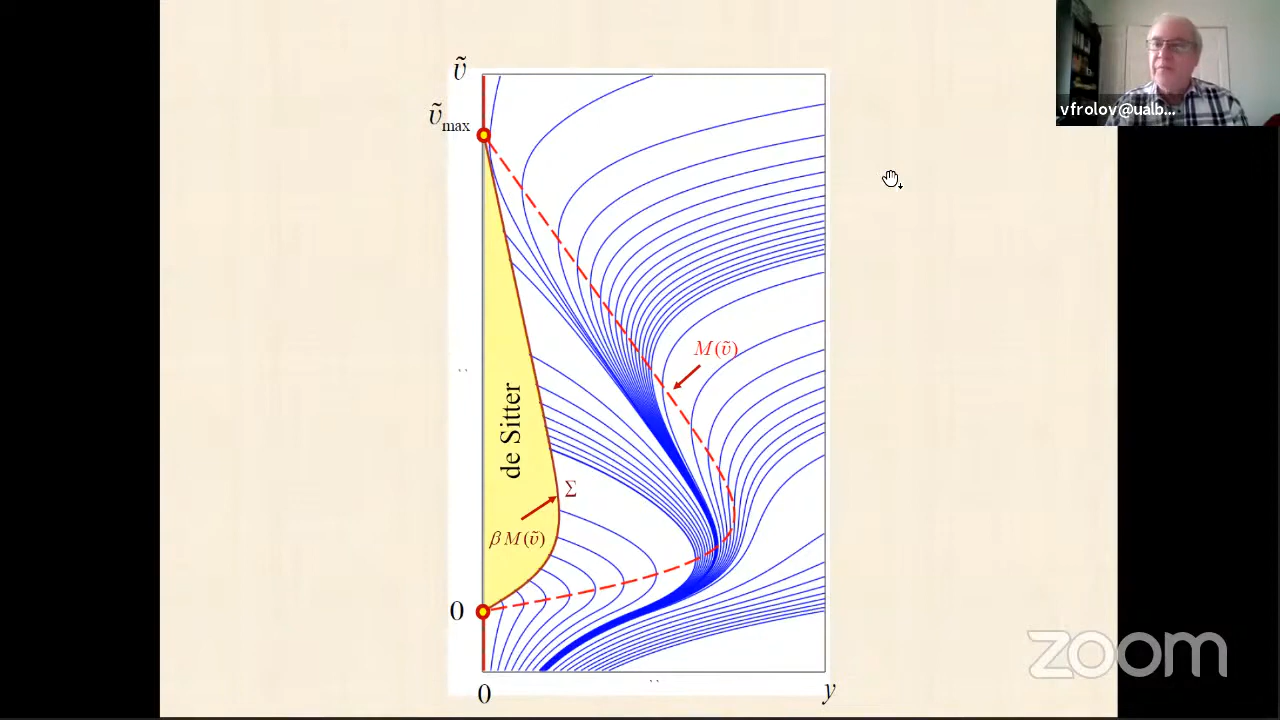 ṽ
ṽmax
vfrolov@ualb...
M(ṽ)
de Sitter
Σ
βM(ṽ)
0
0
y
zoom